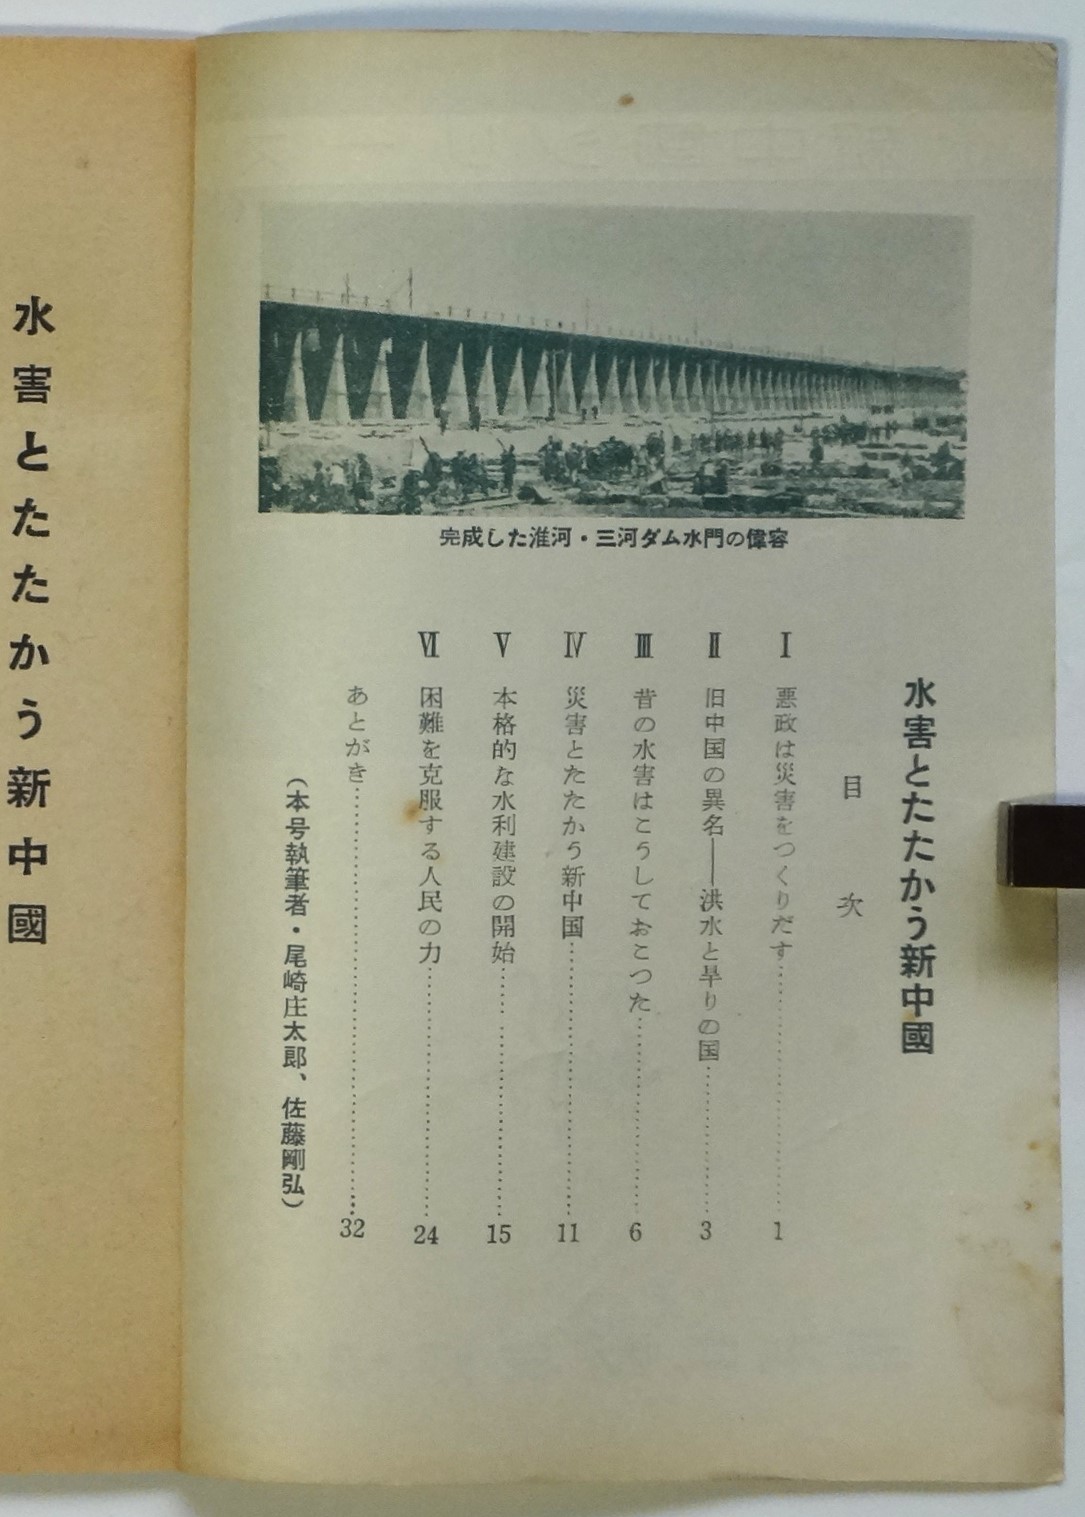 完成した淮河・三河ダム水門の偉容
水害とたたかう新中國
目次
Ⅰ 悪政は災害をつくりだす……………1
Ⅱ 旧中国の異名――洪水と旱りの国……………3
Ⅲ 昔の水害はこうしておこつた……………6
Ⅳ 災害とたたかう新中国……………11
Ⅴ 本格的な水利建設の開始……………15
Ⅵ 困難を克服する人民の力……………24
あとがき……………32
(本号執筆者・尾崎庄太郎、佐藤剛弘)
水害とたたかう新中國